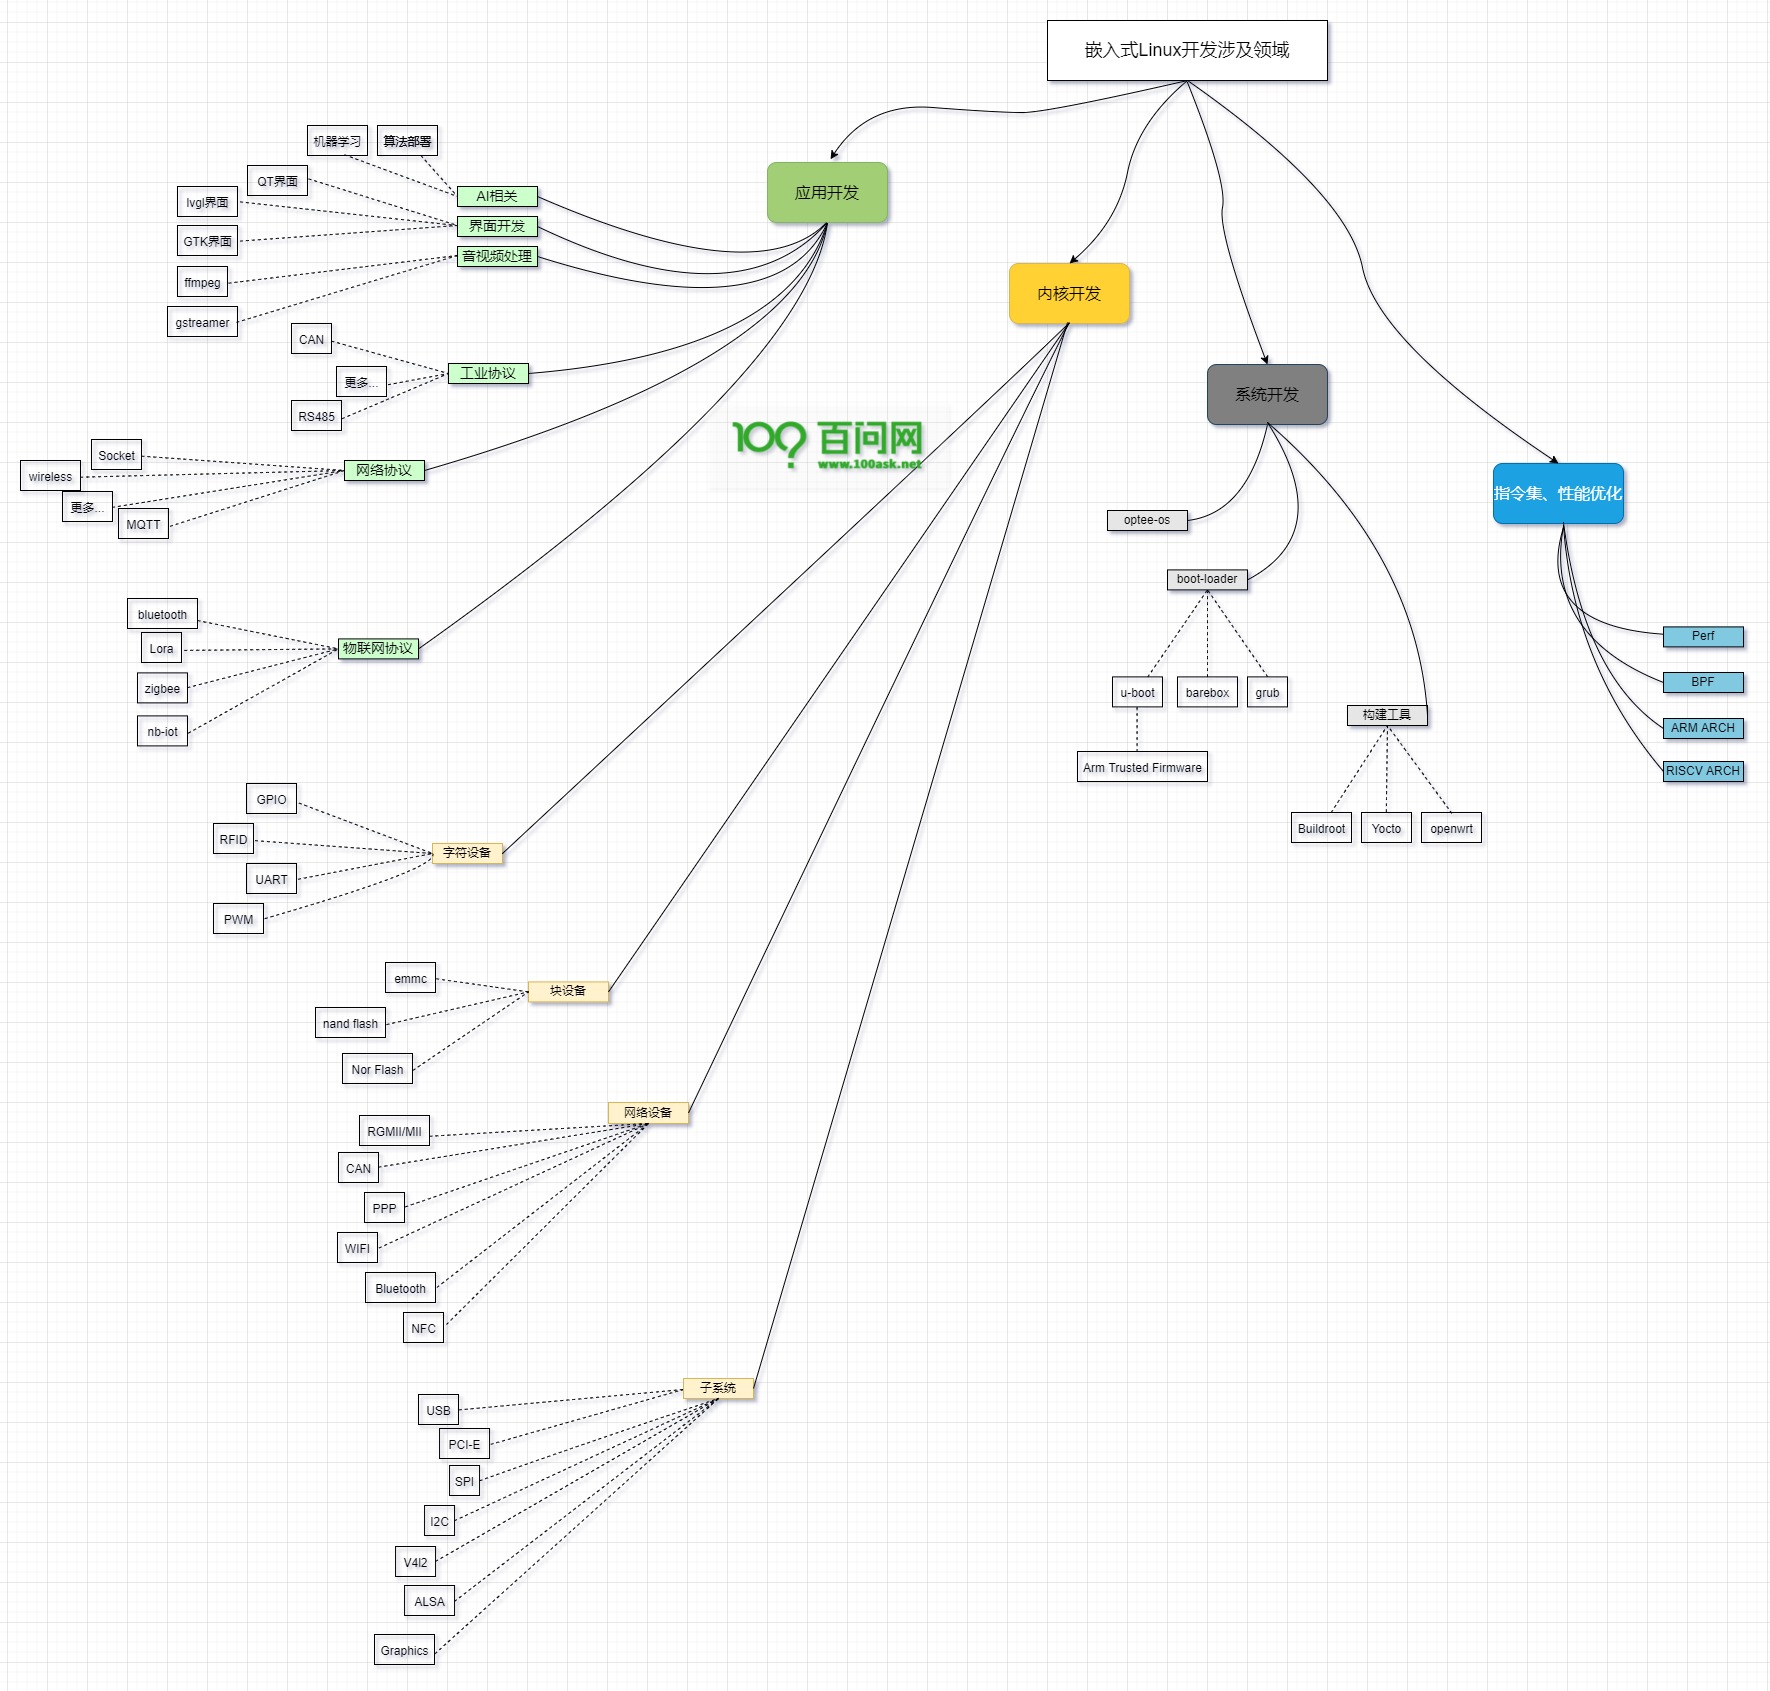 嵌入式Linux开发涉及领域
应用开发
AI相关
机器学习
算法部署
界面开发
QT界面
lvgl界面
GTK界面
音视频处理
ffmpeg
gstreamer
工业协议
CAN
更多...
RS485
网络协议
Socket
wireless
更多...
MQTT
物联网协议
bluetooth
Lora
zigbee
nb-iot
100ask 百问网
www.100ask.net
内核开发
字符设备
GPIO
RFID
UART
PWM
块设备
emmc
nand flash
Nor Flash
网络设备
RGMII/MII
CAN
PPP
WIFI
Bluetooth
NFC
子系统
USB
PCI-E
SPI
I2C
V4l2
ALSA
Graphics
系统开发
optee-os
boot-loader
u-boot
barebox
grub
Arm Trusted Firmware
构建工具
Buildroot
Yocto
openwrt
指令集、性能优化
Perf
BPF
ARM ARCH
RISCV ARCH